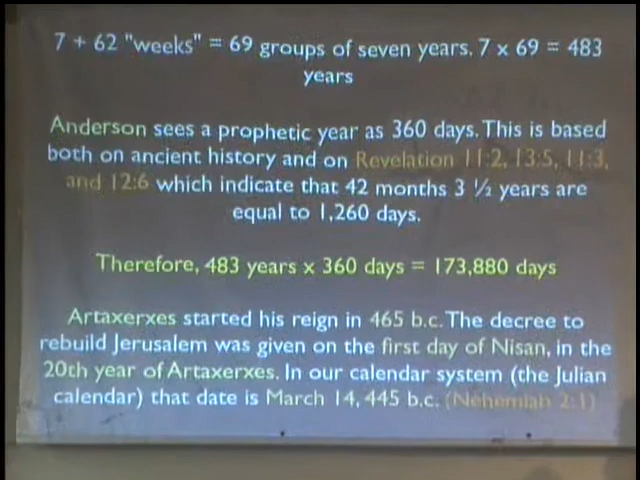 7 + 62 "weeks" = 69 groups of seven years. 7 x 69 = 483
years
Anderson sees a prophetic year as 360 days. This is based
both on ancient history and on Revelation 11:2, 13:5, 11:3,
and 12:6 which indicate that 42 months 3 ½ years are
equal to 1,260 days.
Therefore, 483 years x 360 days = 173,880 days
Artaxerxes started his reign in 465 b.c. The decree to
rebuild Jerusalem was given on the first day of Nisan, in the
20th year of Artaxerxes. In our calendar system (the Julian
calendar) that date is March 14, 445 b.c. (Nehemiah 2:1)